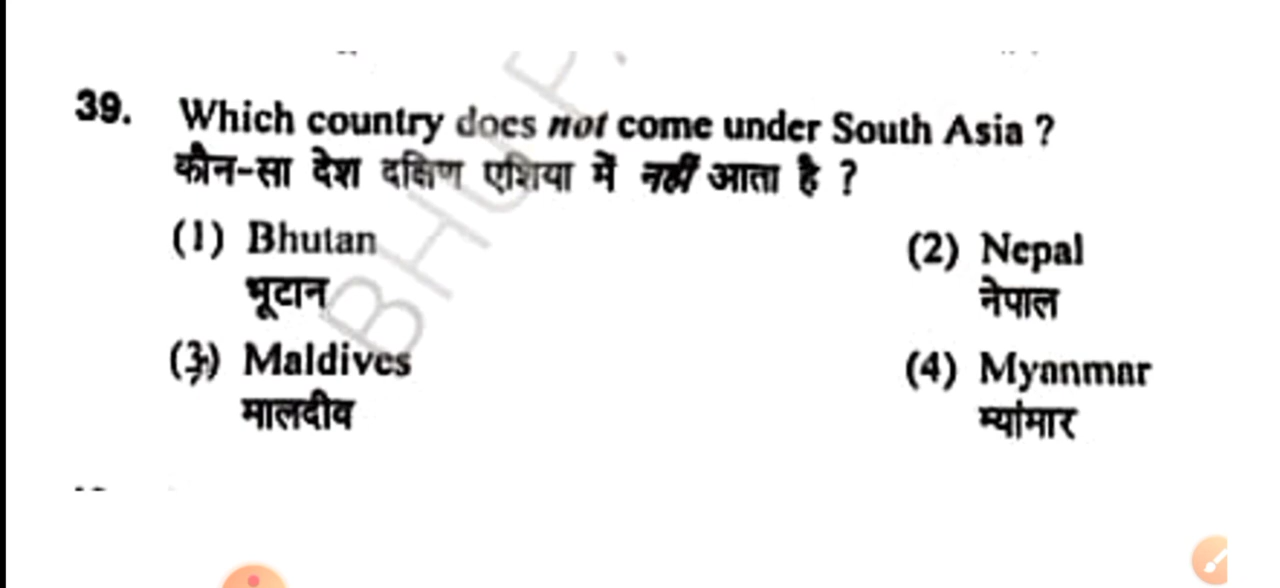 39. Which country does not come under South Asia ?
कौन-सा देश दक्षिण एशिया में नहीं आता है ?
(1) Bhutan
भूटान
(2) Nepal
नेपाल
(3) Maldives
मालदीव
(4) Myanmar
म्यांमार
BHU